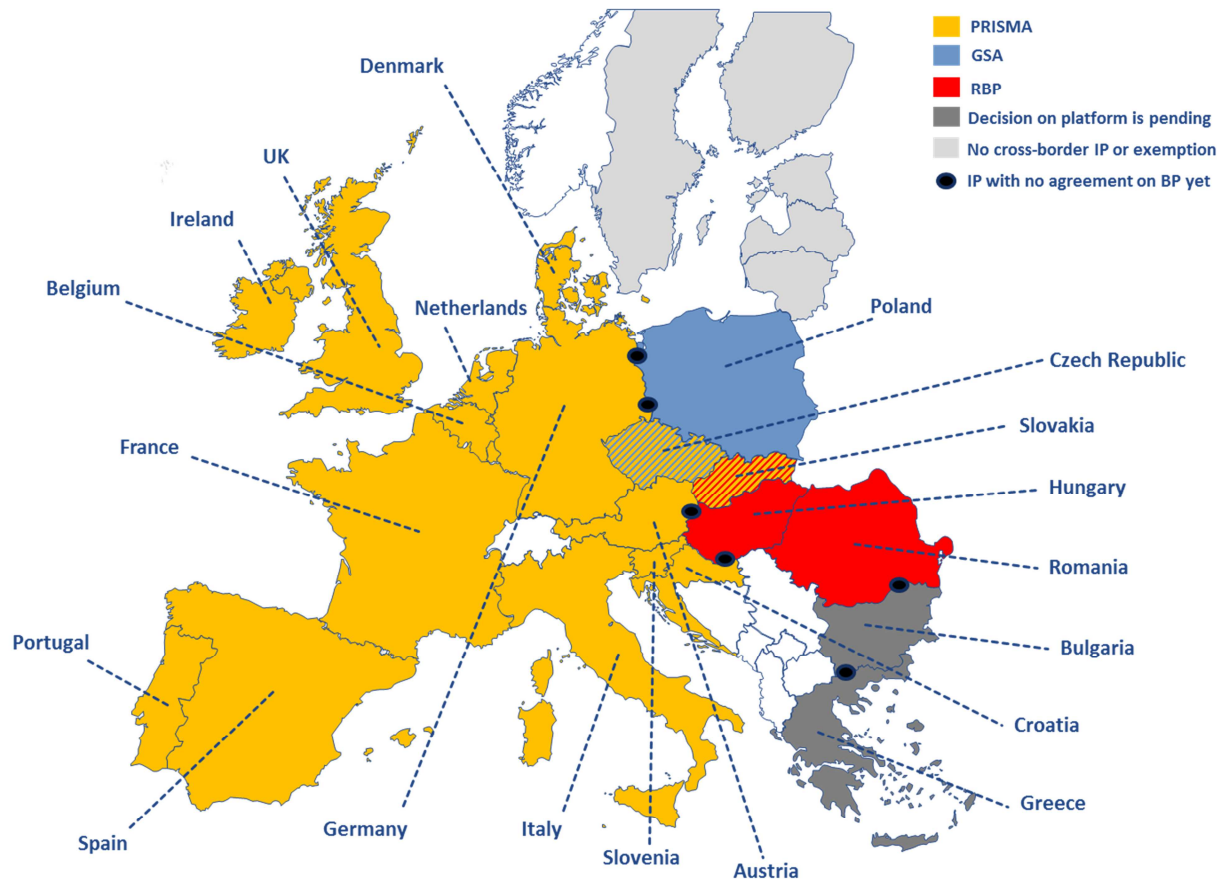 PRISMA
GSA
RBP
Decision on platform is pending
No cross-border IP or exemption
IP with no agreement on BP yet
Denmark
UK
Ireland
Belgium
Netherlands
Poland
Czech Republic
Slovakia
France
Hungary
Romania
Portugal
Bulgaria
Croatia
Greece
Spain
Germany
Italy
Slovenia
Austria